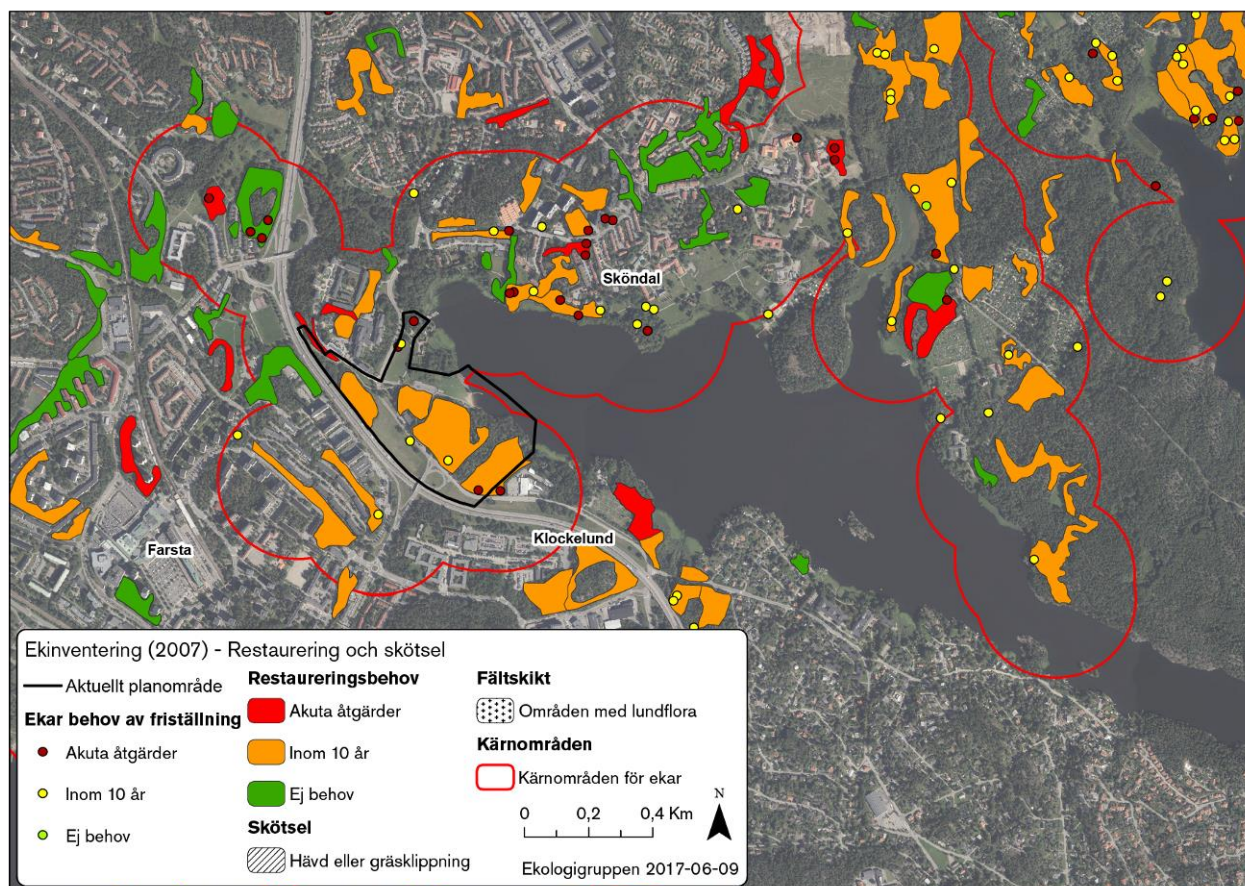 Sköndal
Klockelund
Farsta
Ekinventering (2007) - Restaurering och skötsel
Aktuellt planområde
Ekar behov av friställning
Akuta åtgärder
Inom 10 år
Ej behov
Restaureringsbehov
Akuta åtgärder
Inom 10 år
Ej behov
Skötsel
Hävd eller gräsklippning
Fältskikt
Områden med lundflora
Kärnområden
Kärnområden för ekar
N
0 0,2 0,4 Km
Ekologigruppen 2017-06-09